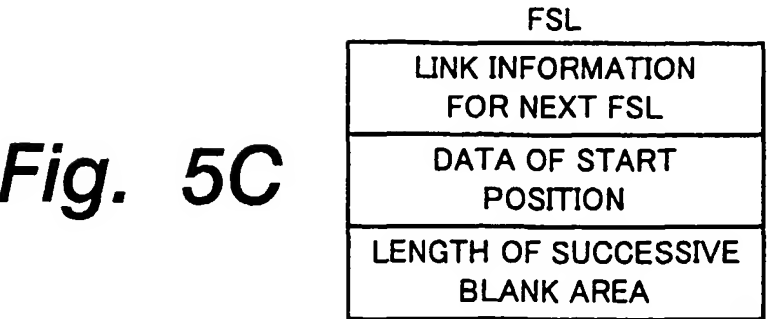 FSL
LINK INFORMATION
FOR NEXT FSL
Fig. 5C
DATA OF START
POSITION
LENGTH OF SUCCESSIVE
BLANK AREA